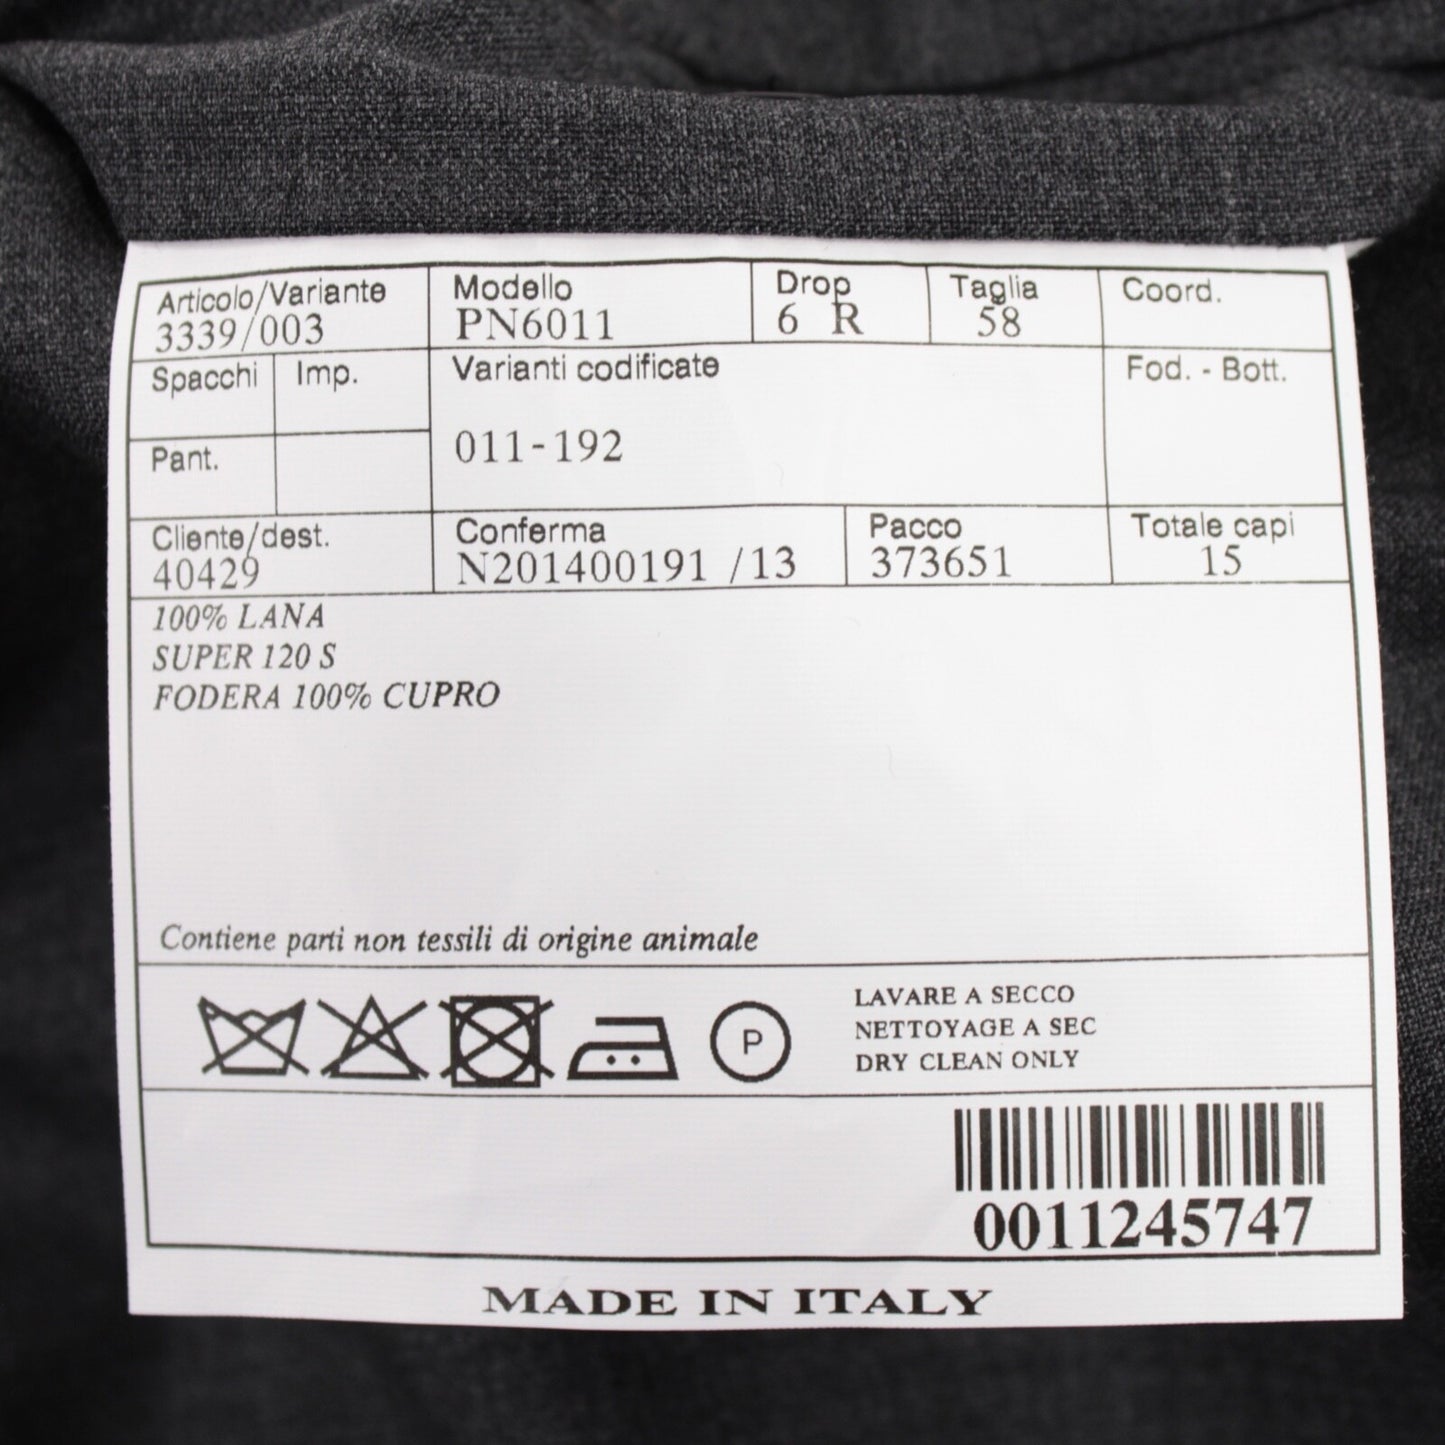 Articolo/Variante Modello Drop Taglia Coord.
3339/003 PN6011 6 R 58
Spacchi Imp. Varianti codificate Fod. - Bott.
Pant. 011-192
Cliente/dest. Conferma Pacco Totale capi
40429 N201400191 /13 373651 15
100% LANA
SUPER 120 S
FODERA 100% CUPRO
Contiene parti non tessili di origine animale
LAVARE A SECCO
NETTOYAGE A SEC
P DRY CLEAN ONLY
0011245747
MADE IN ITALY